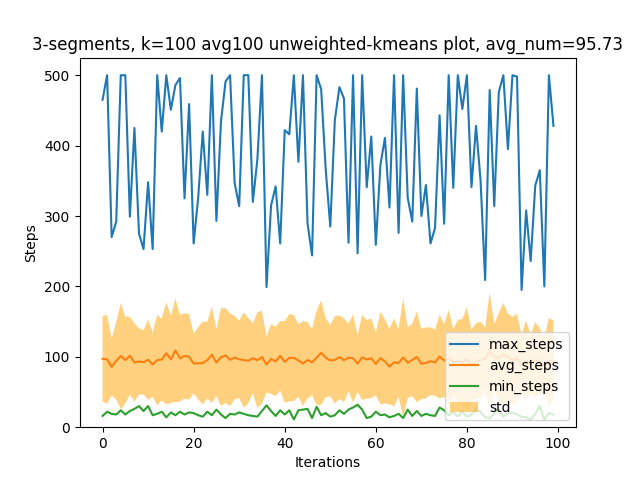 3-segments, k=100 avg100 unweighted-kmeans plot, avg_num=95.73
500
400
300
200
100
0
Steps
max_steps
avg_steps
min_steps
std
0 20 40 60 80 100
Iterations